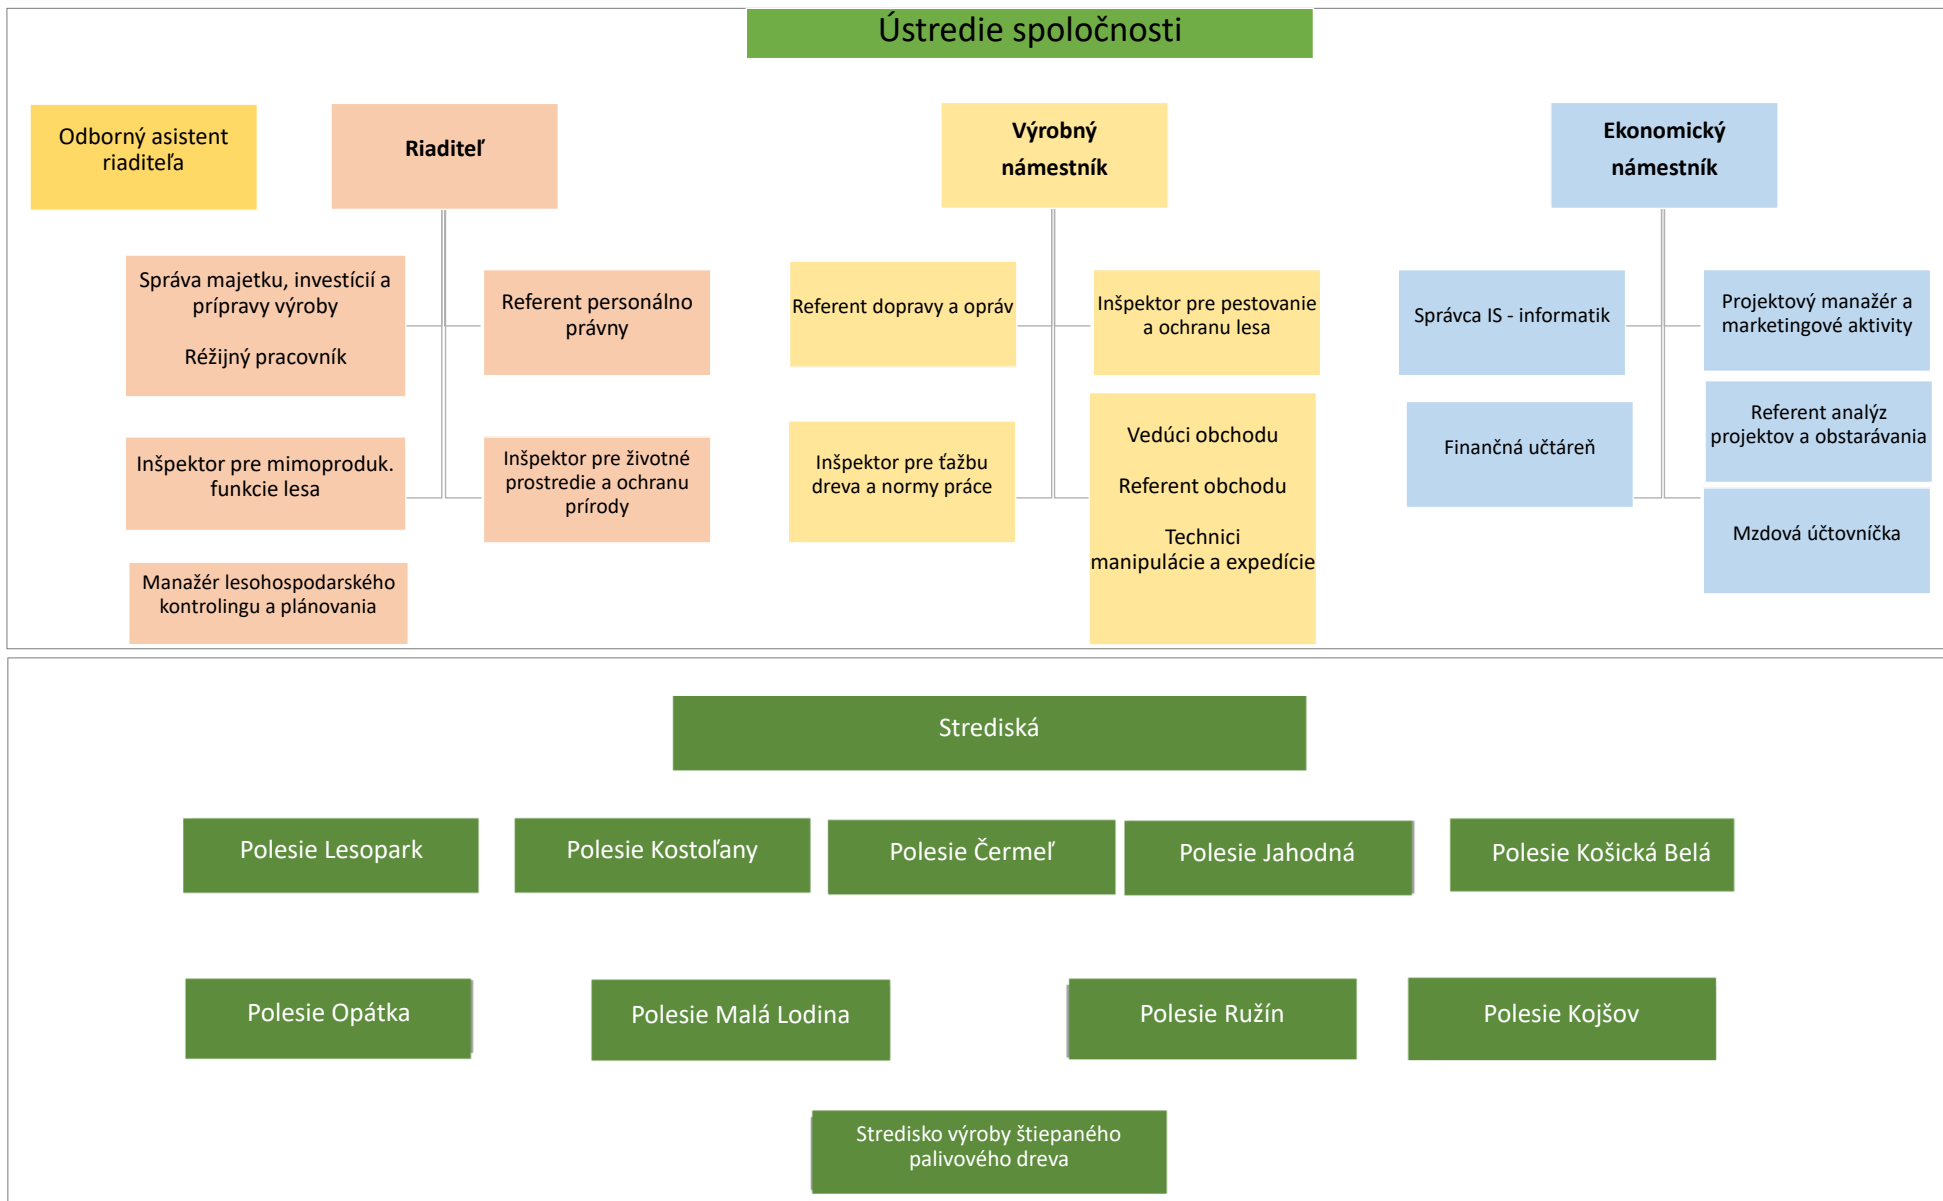 Ústredie spoločnosti
Odborný asistent
riaditeľa
Riaditeľ
Výrobný
námestník
Ekonomický
námestník
Správa majetku, investícií a
prípravy výroby
Réžijný pracovník
Referent personálno
právny
Referent dopravy a opráv
Inšpektor pre pestovanie
a ochranu lesa
Správca IS - informatik
Projektový manažér a
marketingové aktivity
Inšpektor pre mimoproduk.
funkcie lesa
Inšpektor pre životné
prostredie a ochranu
prírody
Inšpektor pre ťažbu
dreva a normy práce
Vedúci obchodu
Referent obchodu
Technici
manipulácie a expedície
Finančná učtáreň
Referent analýz
projektov a obstarávania
Mzdová účtovníčka
Manažér lesohospodarského
kontrolingu a plánovania
Strediská
Polesie Lesopark
Polesie Kostoľany
Polesie Čermeľ
Polesie Jahodná
Polesie Košická Belá
Polesie Opátka
Polesie Malá Lodina
Polesie Ružín
Polesie Kojšov
Stredisko výroby štiepaného
palivového dreva